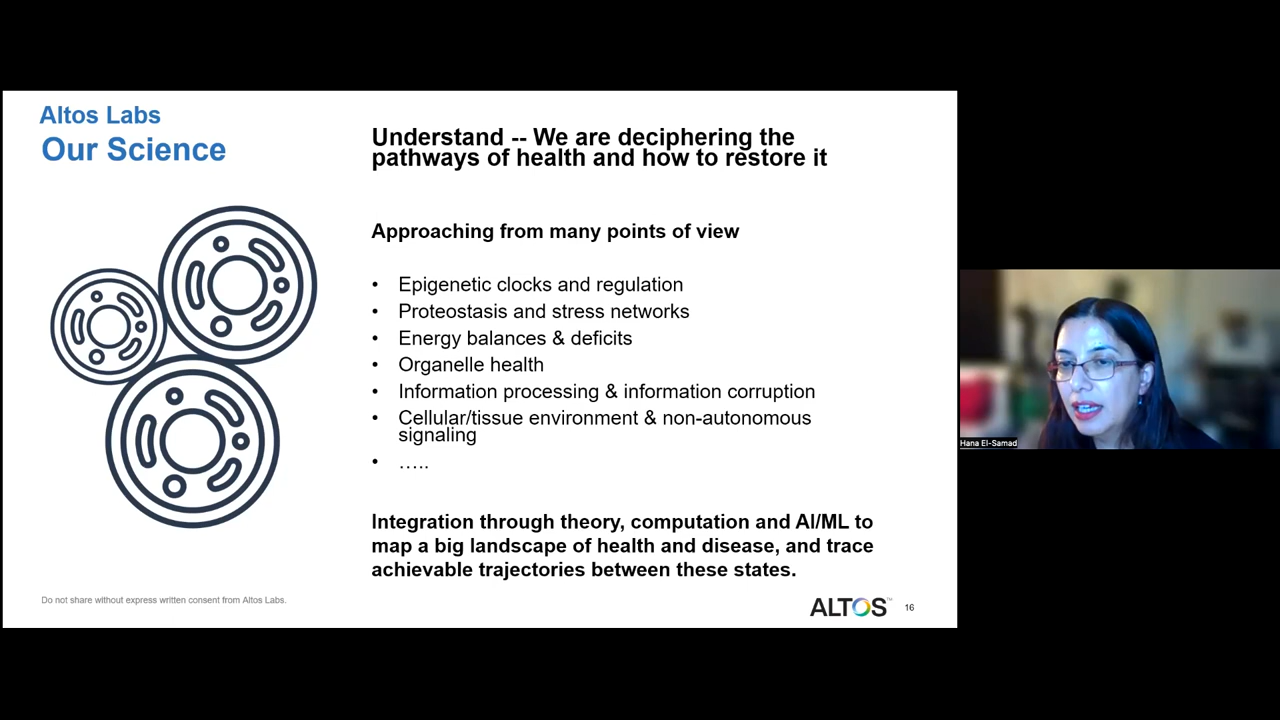 Altos Labs
Our Science
Understand -- We are deciphering the
pathways of health and how to restore it
Approaching from many points of view
• Epigenetic clocks and regulation
• Proteostasis and stress networks
• Energy balances & deficits
• Organelle health
• Information processing & information corruption
• Cellular/tissue environment & non-autonomous
signaling
• .....
Integration through theory, computation and AI/ML to
map a big landscape of health and disease, and trace
achievable trajectories between these states.
Do not share without express written consent from Altos Labs.
ALTOS™ 16
Hana El-Samad